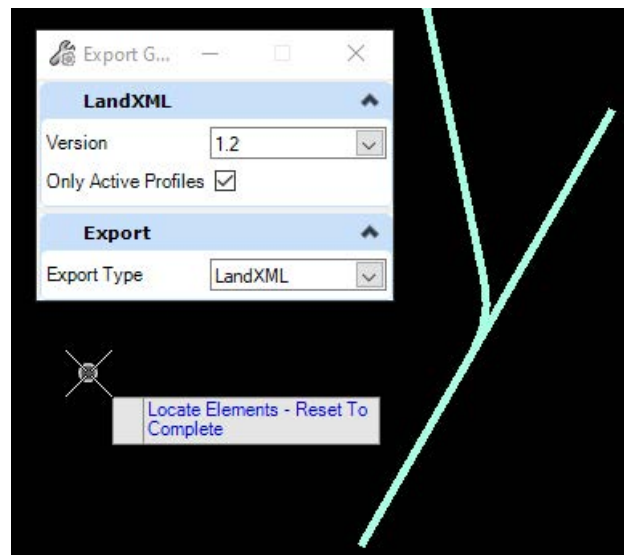 Export G...
LandXML
Version 1.2
Only Active Profiles
Export
Export Type LandXML
Locate Elements - Reset To
Complete